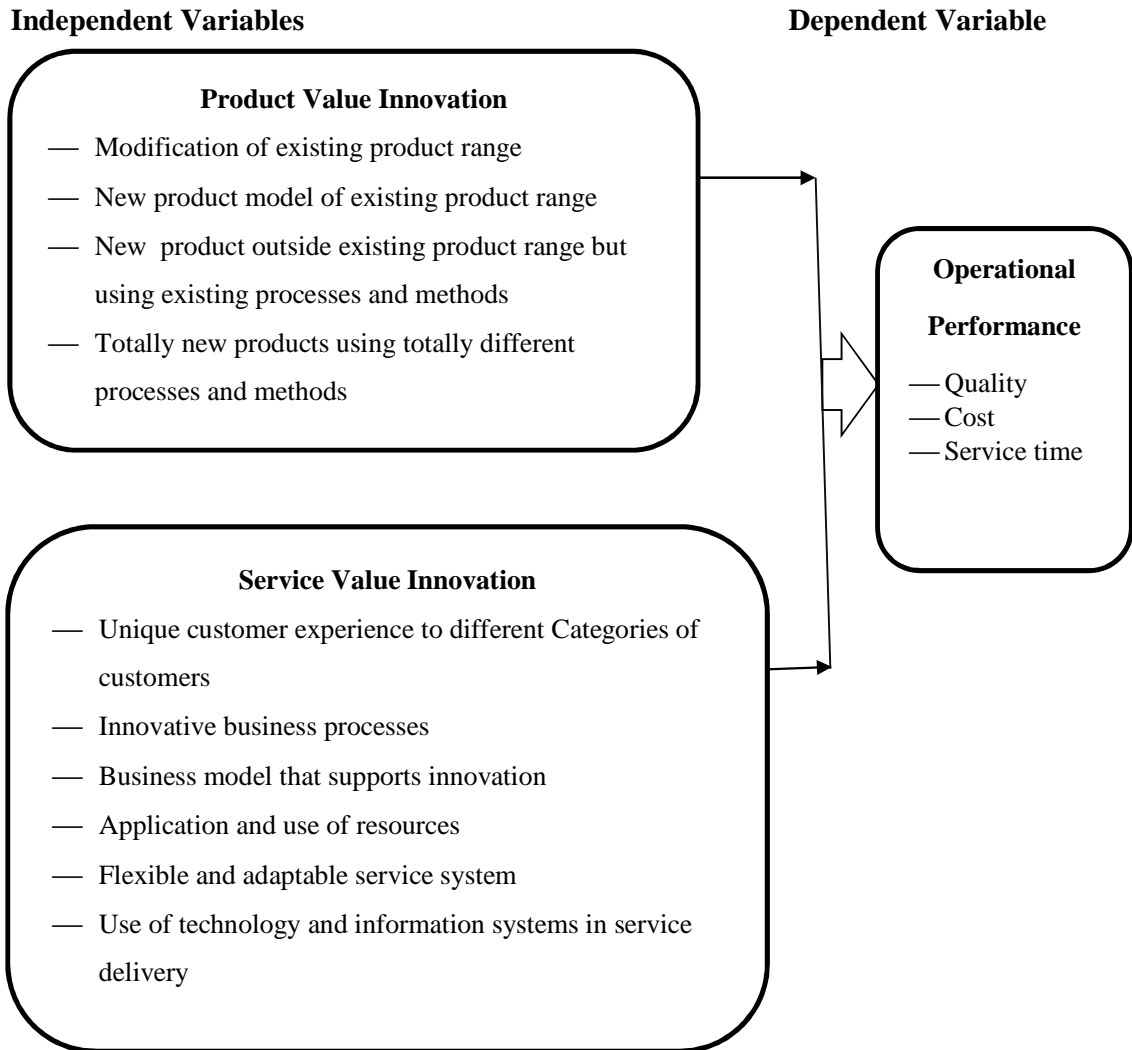 Independent Variables
Dependent Variable
Product Value Innovation
— Modification of existing product range
— New product model of existing product range
— New product outside existing product range but
using existing processes and methods
— Totally new products using totally different
processes and methods
Operational
Performance
— Quality
— Cost
— Service time
Service Value Innovation
— Unique customer experience to different Categories of
customers
— Innovative business processes
— Business model that supports innovation
— Application and use of resources
— Flexible and adaptable service system
— Use of technology and information systems in service
delivery